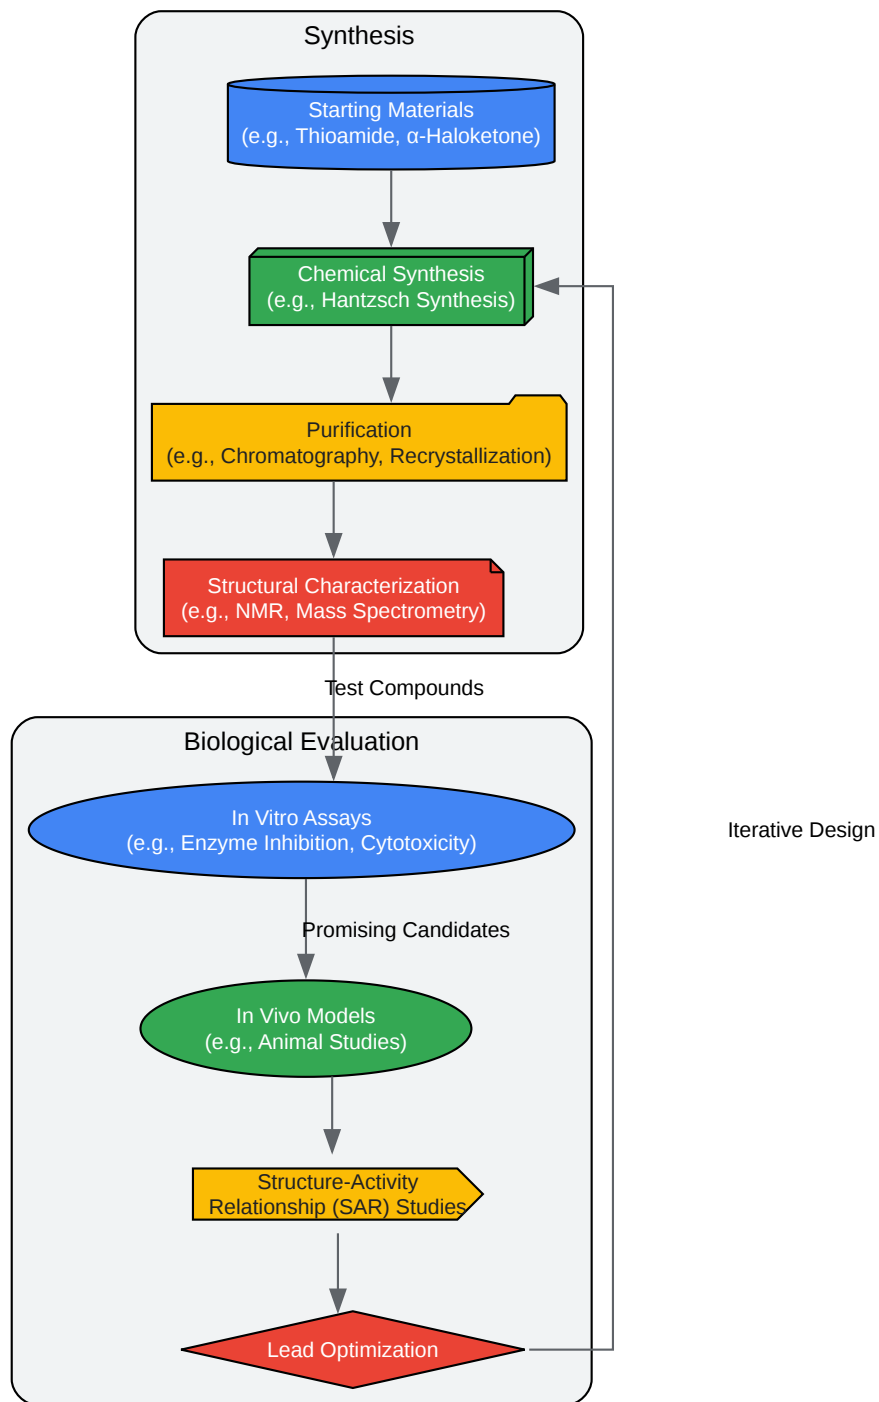 Synthesis
Starting Materials
(e.g., Thioamide, α-Haloketone)
Chemical Synthesis
(e.g., Hantzsch Synthesis)
Purification
(e.g., Chromatography, Recrystallization)
Structural Characterization
(e.g., NMR, Mass Spectrometry)
Test Compounds
Biological Evaluation
In Vitro Assays
(e.g., Enzyme Inhibition, Cytotoxicity)
Iterative Design
Promising Candidates
In Vivo Models
(e.g., Animal Studies)
Structure-Activity
Relationship (SAR) Studies
Lead Optimization